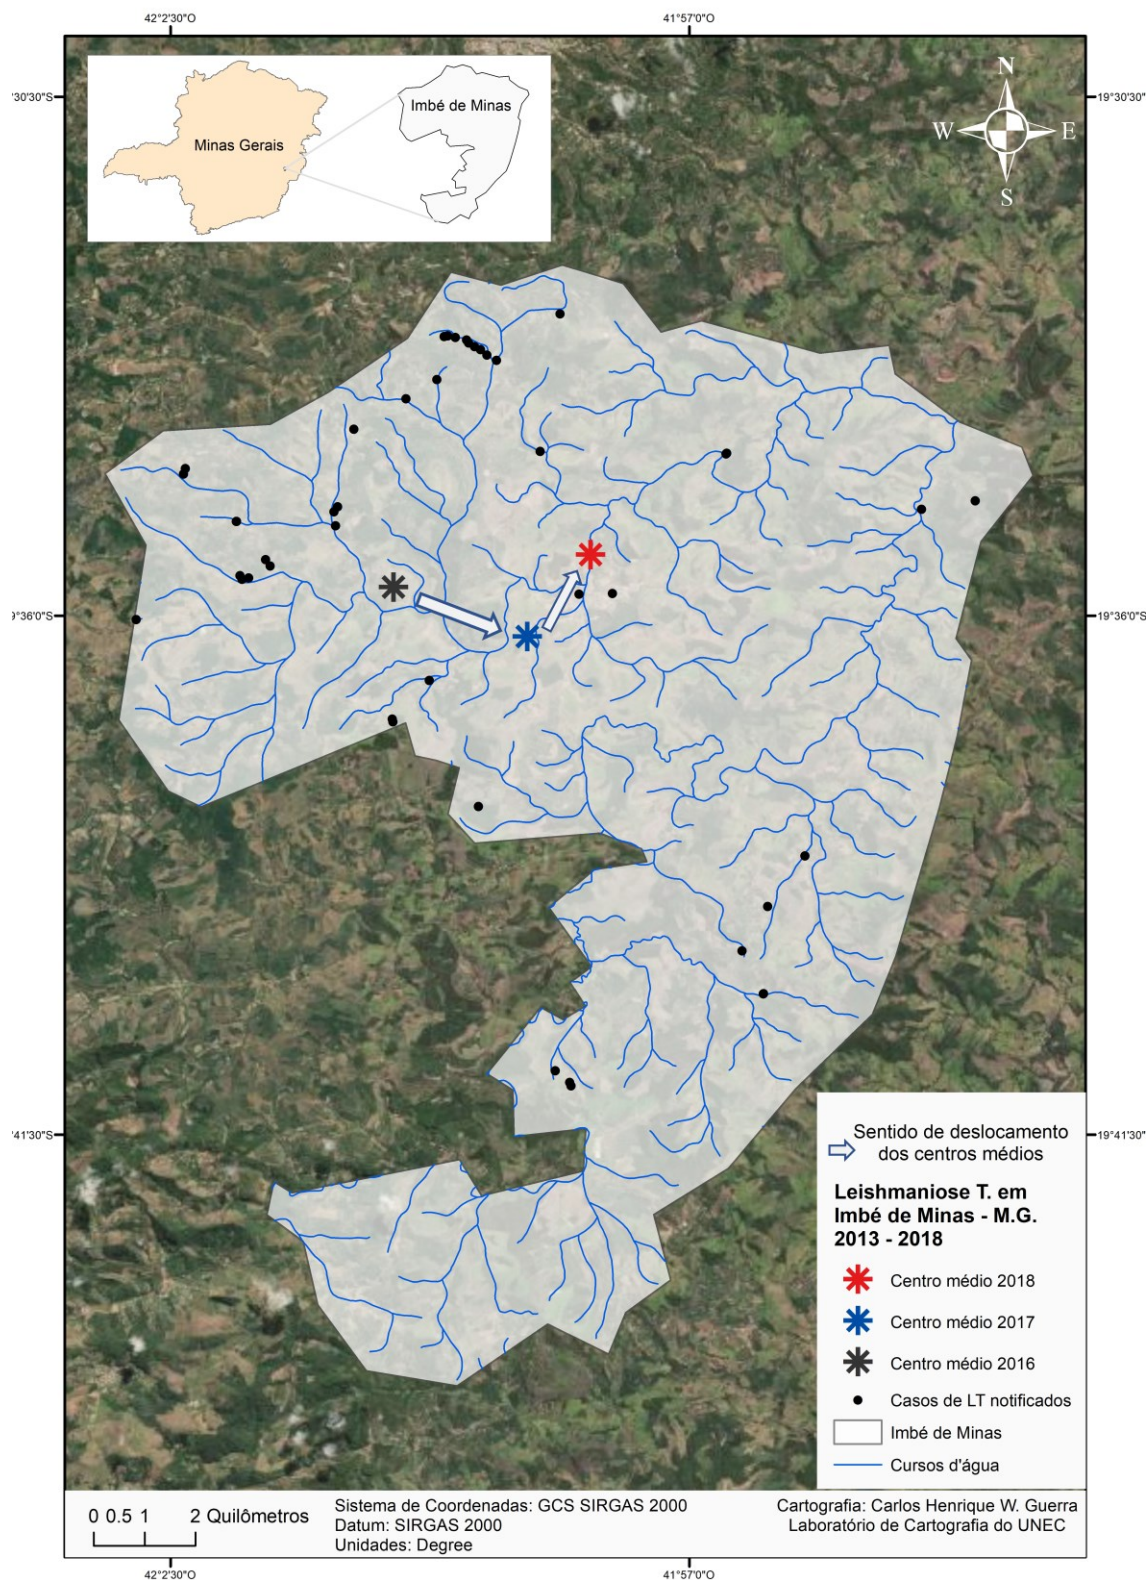 42°2'30"O
41°57'0"O
'30'30"S
19°30'30"
Minas Gerais
Imbé de Minas
N
W
E
S
9°36'0"S
19°36'0"S
'41'30"S
19°41'30"
Sentido de deslocamento
dos centros médios
Leishmaniose T. em
Imbé de Minas - M.G.
2013 - 2018
Centro médio 2018
Centro médio 2017
Centro médio 2016
Casos de LT notificados
Imbé de Minas
Cursos d'água
0 0.5 1 2 Quilômetros
Sistema de Coordenadas: GCS SIRGAS 2000
Datum: SIRGAS 2000
Unidades: Degree
Cartografia: Carlos Henrique W. Guerra
Laboratório de Cartografia do UNEC
42°2'30"O
41°57'0"O